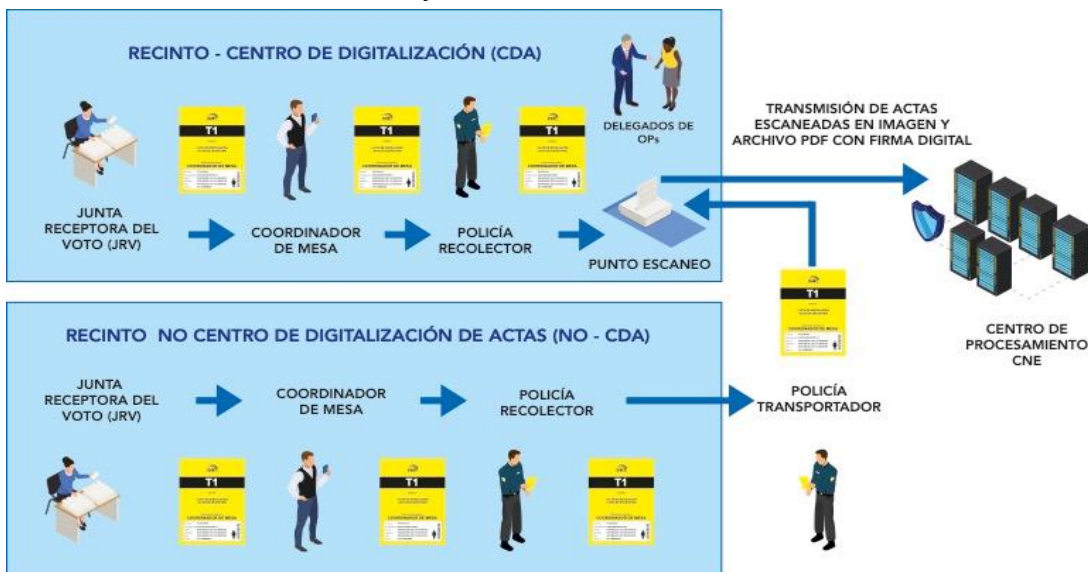 RECINTO - CENTRO DE DIGITALIZACIÓN (CDA)
T1
T1
T1
DELEGADOS DE
OPs
JUNTA
RECEPTORA DEL
VOTO (JRV)
COORDINADOR
DE MESA
POLICÍA
RECOLECTOR
PUNTO ESCANEO
TRANSMISIÓN DE ACTAS
ESCANEADAS EN IMAGEN Y
ARCHIVO PDF CON FIRMA DIGITAL
T1
CENTRO DE
PROCESAMIENTO
CNE
RECINTO NO CENTRO DE DIGITALIZACIÓN DE ACTAS (NO - CDA)
JUNTA
RECEPTORA DEL
VOTO (JRV)
COORDINADOR
DE MESA
POLICÍA
RECOLECTOR
POLICÍA
TRANSPORTADOR
T1
T1
T1